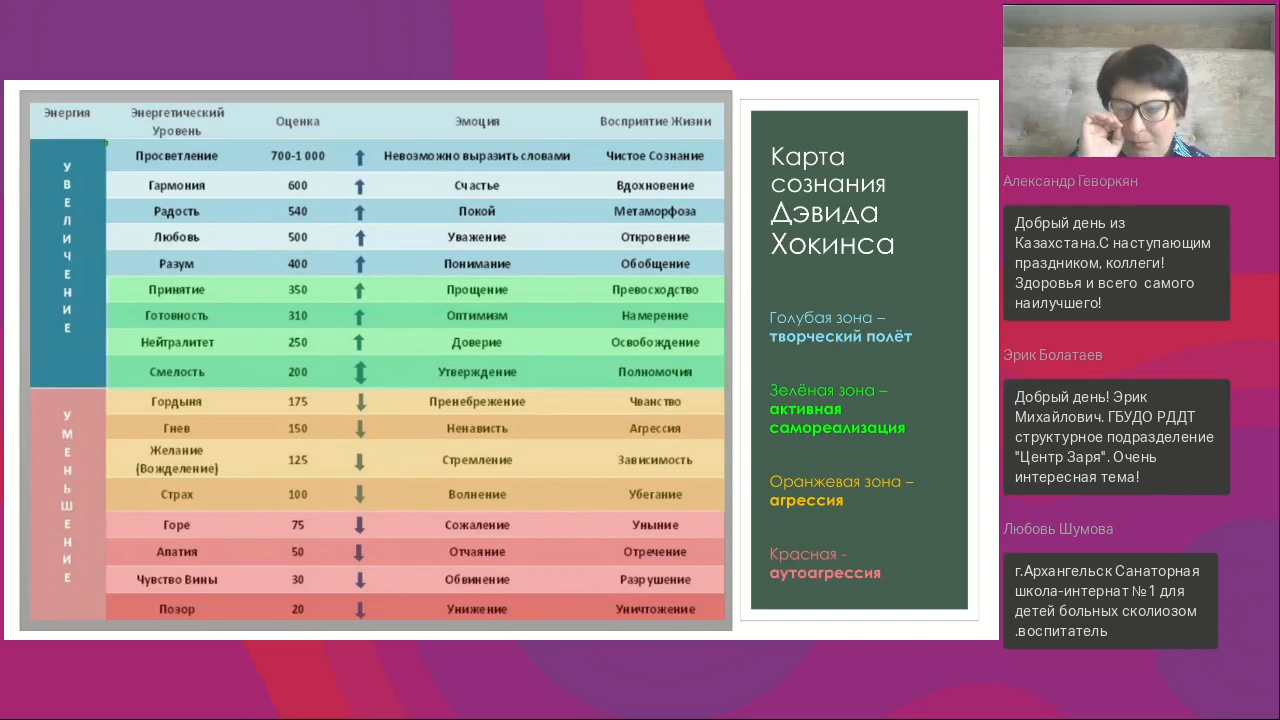 Энергия Энергетический Уровень Оценка Эмоция Восприятие Жизни
УВЕЛИЧЕНИЕ
Просветление 700-1 000 Невозможно выразить словами Чистое Сознание
Гармония 600 Счастье Вдохновение
Радость 540 Покой Метаморфоза
Любовь 500 Уважение Откровение
Разум 400 Понимание Обобщение
Принятие 350 Прощение Превосходство
Готовность 310 Оптимизм Намерение
Нейтралитет 250 Доверие Освобождение
Смелость 200 Утверждение Полномочия
УМЕНЬШЕНИЕ
Гордыня 175 Пренебрежение Чванство
Гнев 150 Ненависть Агрессия
Желание (Вожделение) 125 Стремление Зависимость
Страх 100 Волнение Убегание
Горе 75 Сожаление Уныние
Апатия 50 Отчаяние Отречение
Чувство Вины 30 Обвинение Разрушение
Позор 20 Унижение Уничтожение
Карта
сознания
Дэвида
Хокинса
Голубая зона –
творческий полёт
Зелёная зона –
активная
самореализация
Оранжевая зона –
агрессия
Красная -
аутоагрессия
Александр Геворкян
Добрый день из
Казахстана.С наступающим
праздником, коллеги!
Здоровья и всего самого
наилучшего!
Эрик Болатаев
Добрый день! Эрик
Михайлович. ГБУДО РДДТ
структурное подразделение
"Центр Заря". Очень
интересная тема!
Любовь Шумова
г.Архангельск Санаторная
школа-интернат №1 для
детей больных сколиозом
.воспитатель